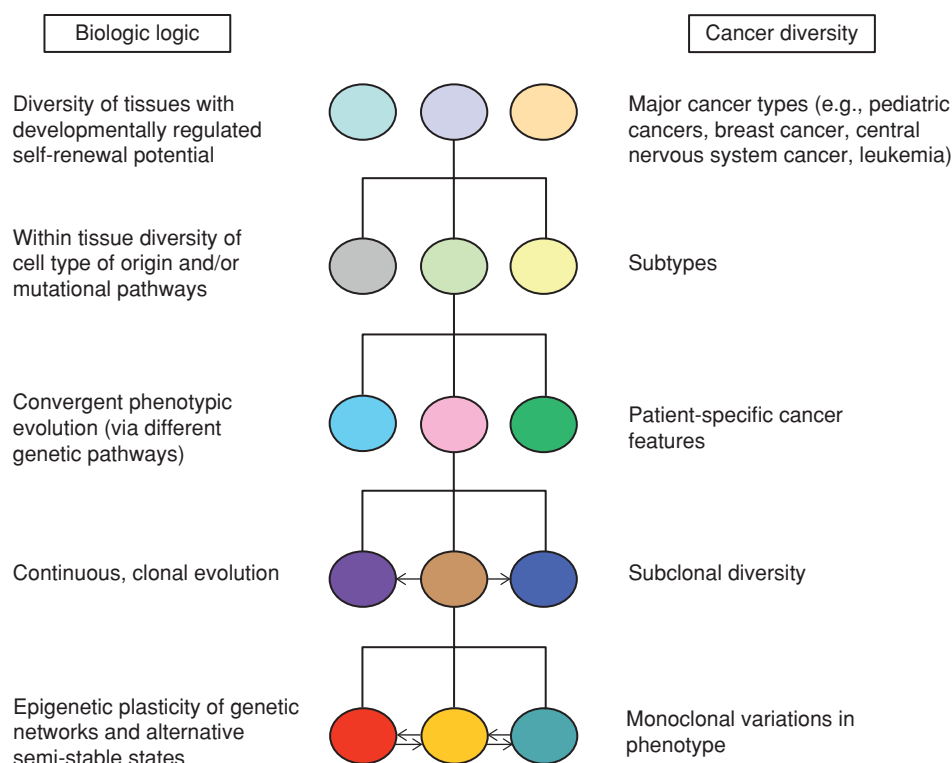 Biologic logic
Cancer diversity
Diversity of tissues with
developmentally regulated
self-renewal potential
Major cancer types (e.g., pediatric
cancers, breast cancer, central
nervous system cancer, leukemia)
Within tissue diversity of
cell type of origin and/or
mutational pathways
Subtypes
Convergent phenotypic
evolution (via different
genetic pathways)
Patient-specific cancer
features
Continuous, clonal evolution
Subclonal diversity
Epigenetic plasticity of genetic
networks and alternative
semi-stable states
Monoclonal variations in
phenotype